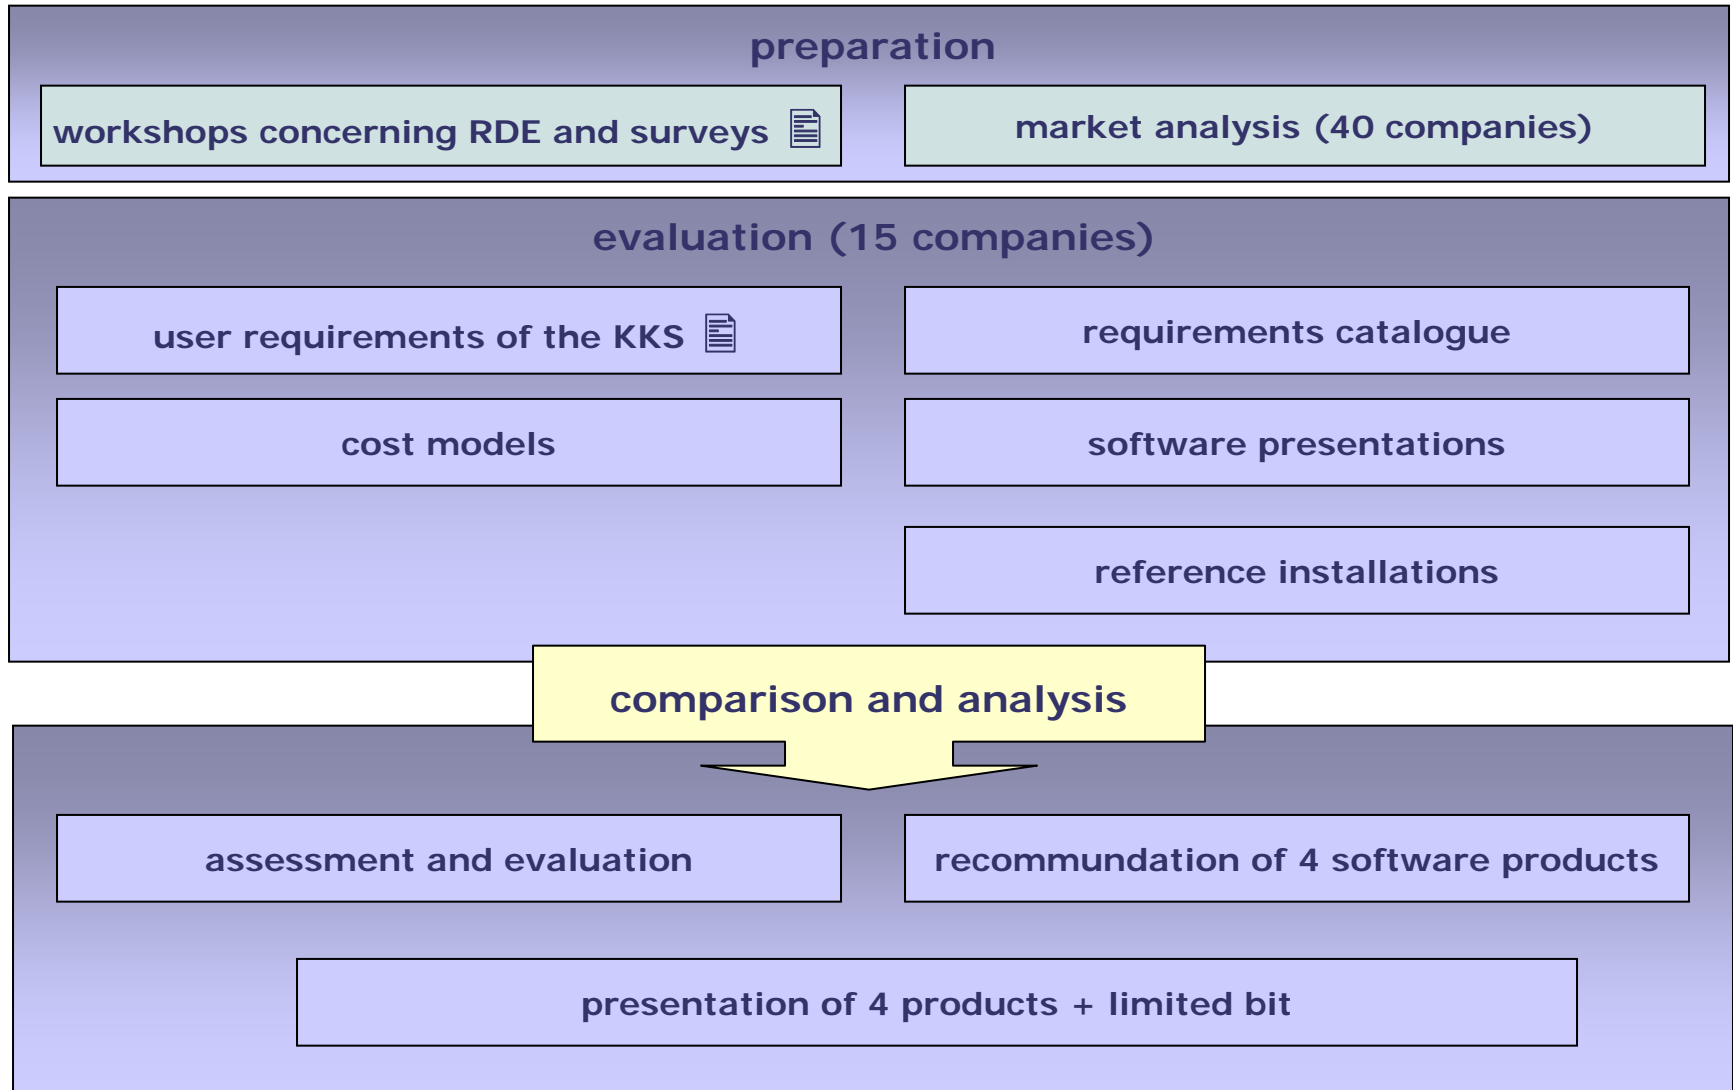 preparation
workshops concerning RDE and surveys
market analysis (40 companies)
evaluation (15 companies)
user requirements of the KKS
requirements catalogue
cost models
software presentations
reference installations
comparison and analysis
assessment and evaluation
recommundation of 4 software products
presentation of 4 products + limited bit